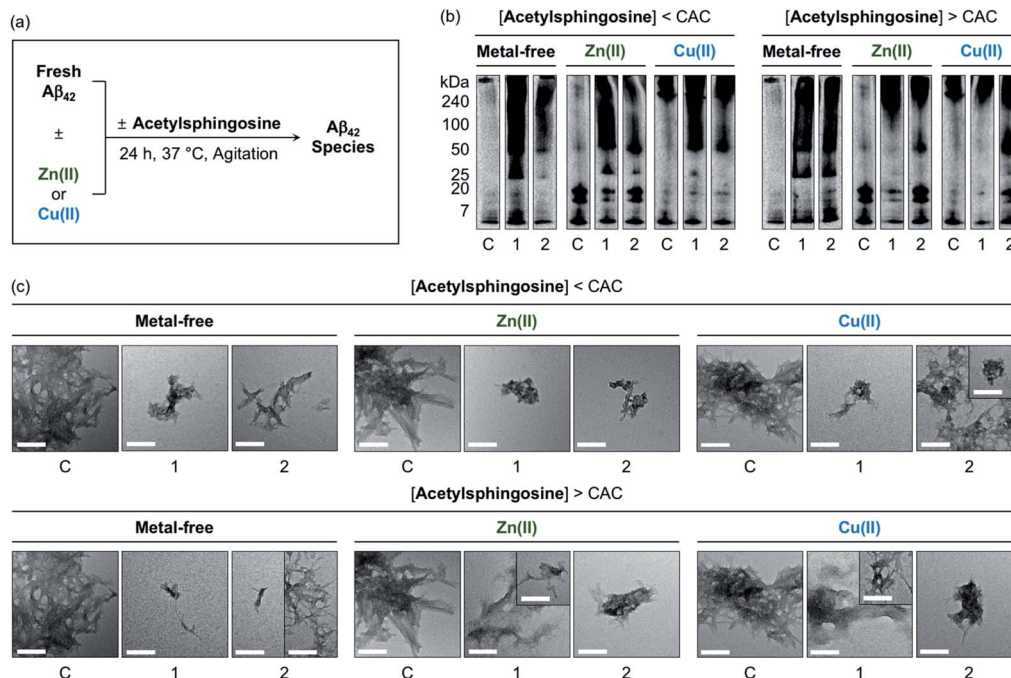 (a)
Fresh
Aβ42
±
Zn(II)
or
Cu(II)
± Acetylsphingosine
24 h, 37 °C, Agitation
Aβ42
Species
(b)
[Acetylsphingosine] < CAC
[Acetylsphingosine] > CAC
Metal-free Zn(II) Cu(II) Metal-free Zn(II) Cu(II)
kDa
240
100
50
25
20
7
C 1 2 C 1 2 C 1 2 C 1 2 C 1 2 C 1 2
(c)
[Acetylsphingosine] < CAC
Metal-free Zn(II) Cu(II)
C 1 2 C 1 2 C 1 2
[Acetylsphingosine] > CAC
Metal-free Zn(II) Cu(II)
C 1 2 C 1 2 C 1 2